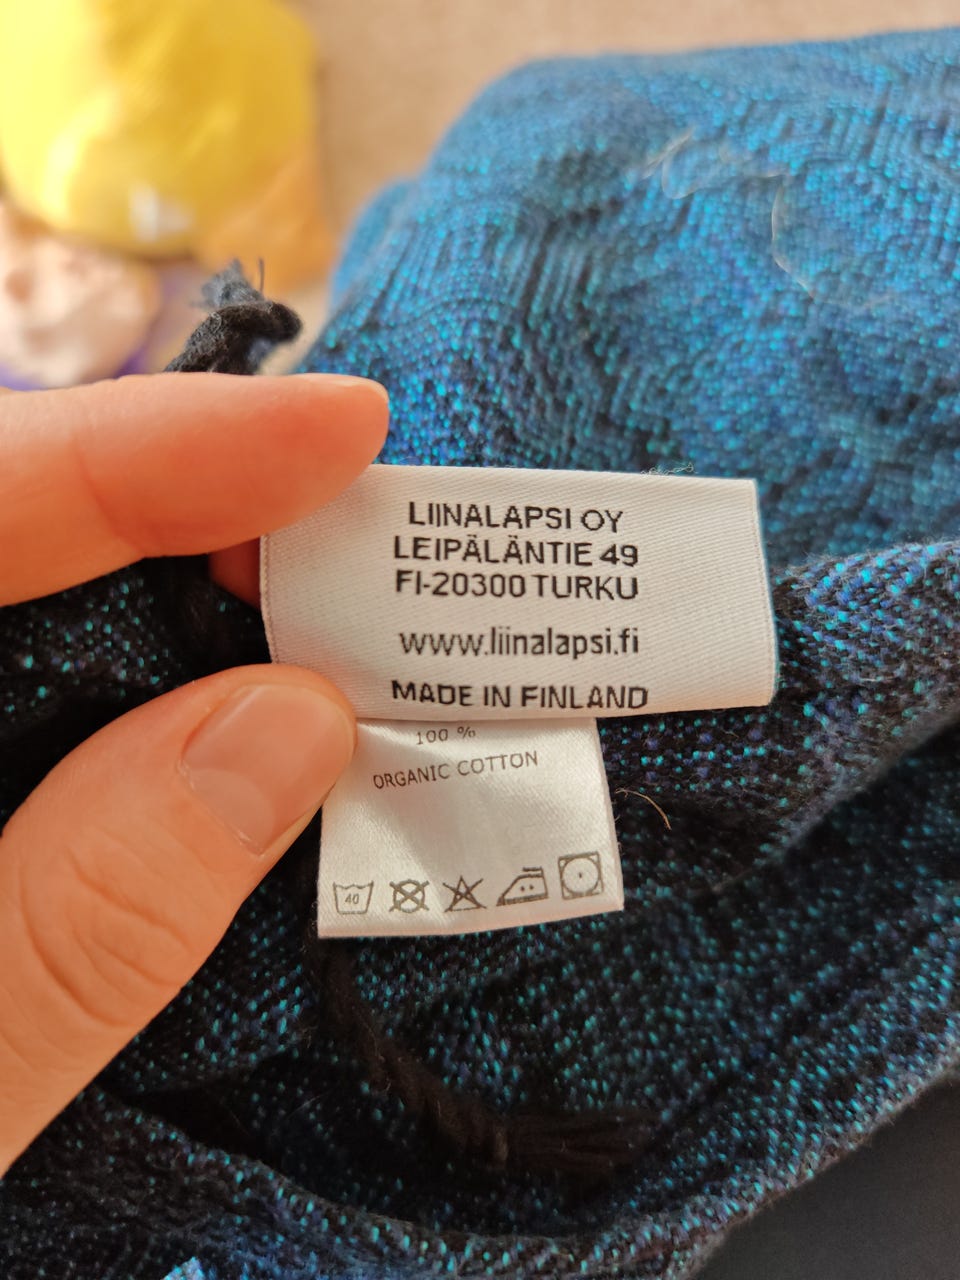 LIINALAPSI OY
LEIPÄLÄNTIE 49
FI-20300 TURKU
www.liinalapsi.fi
MADE IN FINLAND
100 %
ORGANIC COTTON
40